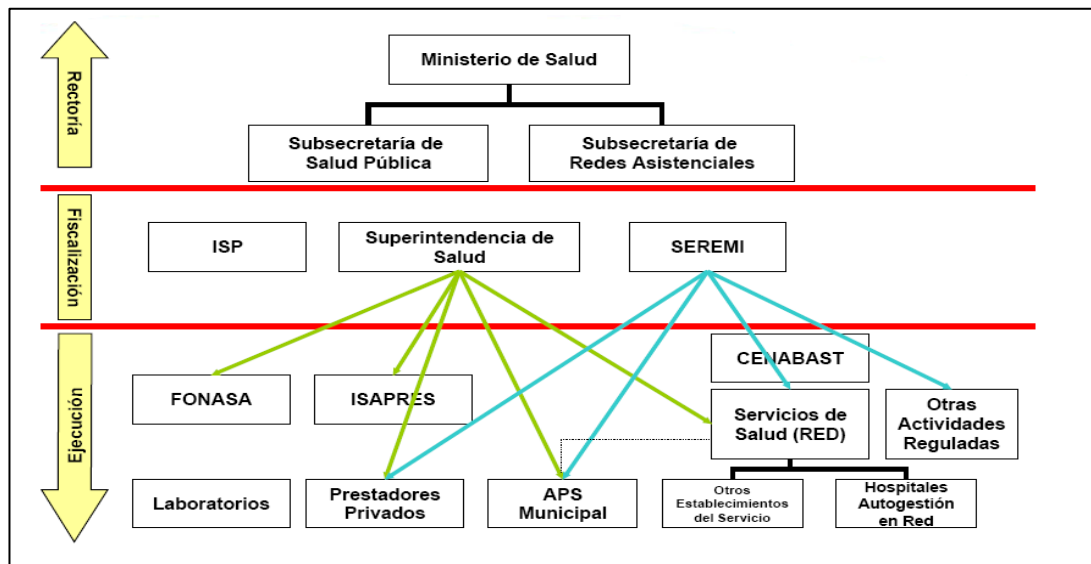 Rectoría
Ministerio de Salud
Subsecretaría de
Salud Pública
Subsecretaría de
Redes Asistenciales
Fiscalización
ISP
Superintendencia de
Salud
SEREMI
Ejecución
CENABAST
FONASA
ISAPRES
Servicios de
Salud (RED)
Otras
Actividades
Reguladas
Laboratorios
Prestadores
Privados
APS
Municipal
Otros
Establecimientos
del Servicio
Hospitales
Autogestión
en Red